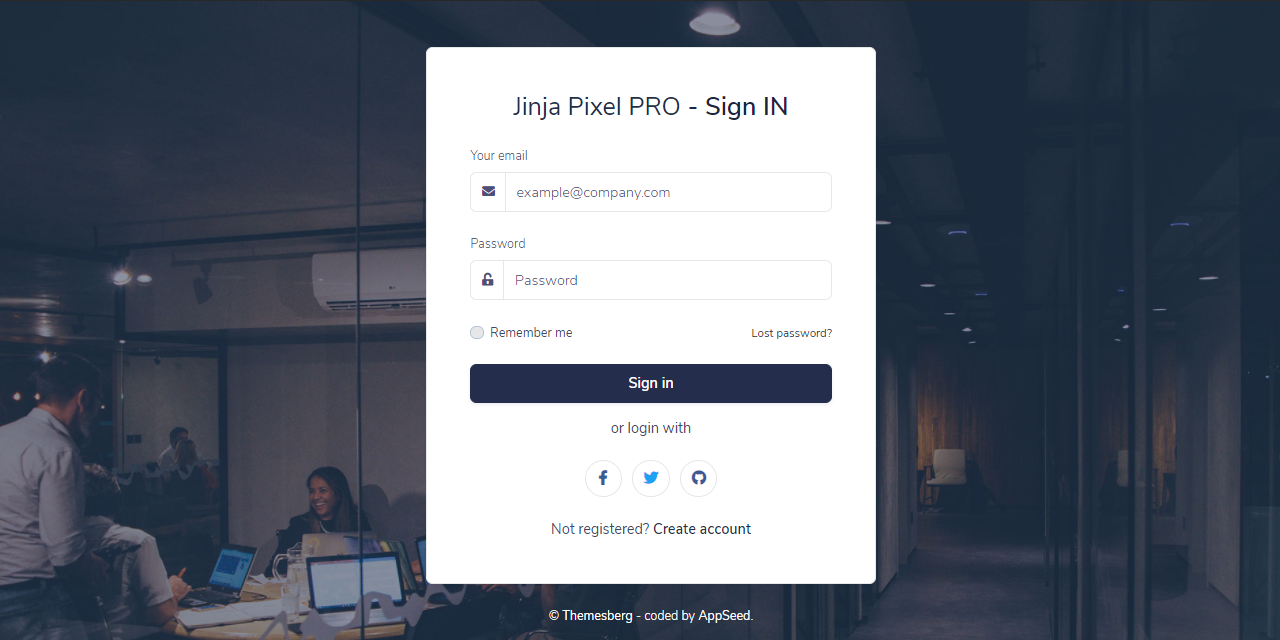 Jinja Pixel PRO - Sign IN
Your email
example@company.com
Password
Password
Remember me
Lost password?
Sign in
or login with
Not registered? Create account
© Themesberg - coded by AppSeed.